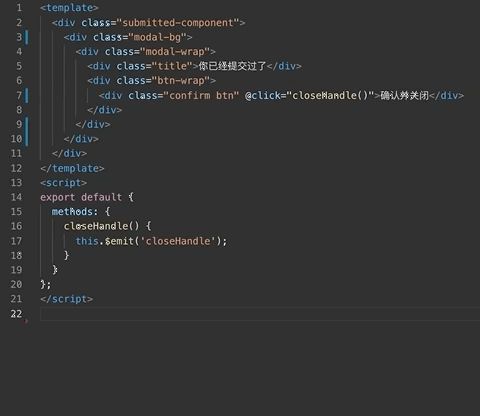 1 <template>
2 <div class="submitted-component">
3 <div class="modal-bg">
4 <div class="modal-wrap">
5 <div class="title">你已经提交过了</div>
6 <div class="btn-wrap">
7 <div class="confirm btn" @click="closeHandle()">确认并关闭</div>
8 </div>
9 </div>
10 </div>
11 </div>
12 </template>
13 <script>
14 export default {
15 methods: {
16 closeHandle() {
17 this.$emit('closeHandle');
18 }
19 }
20 };
21 </script>
22